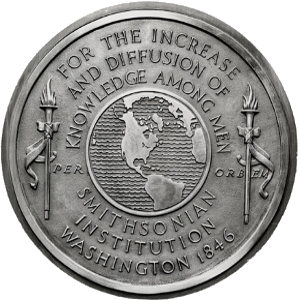 FOR THE INCREASE
AND DIFFUSION OF
KNOWLEDGE AMONG MEN
PER ORBEM
SMITHSONIAN
INSTITUTION
WASHINGTON 1846